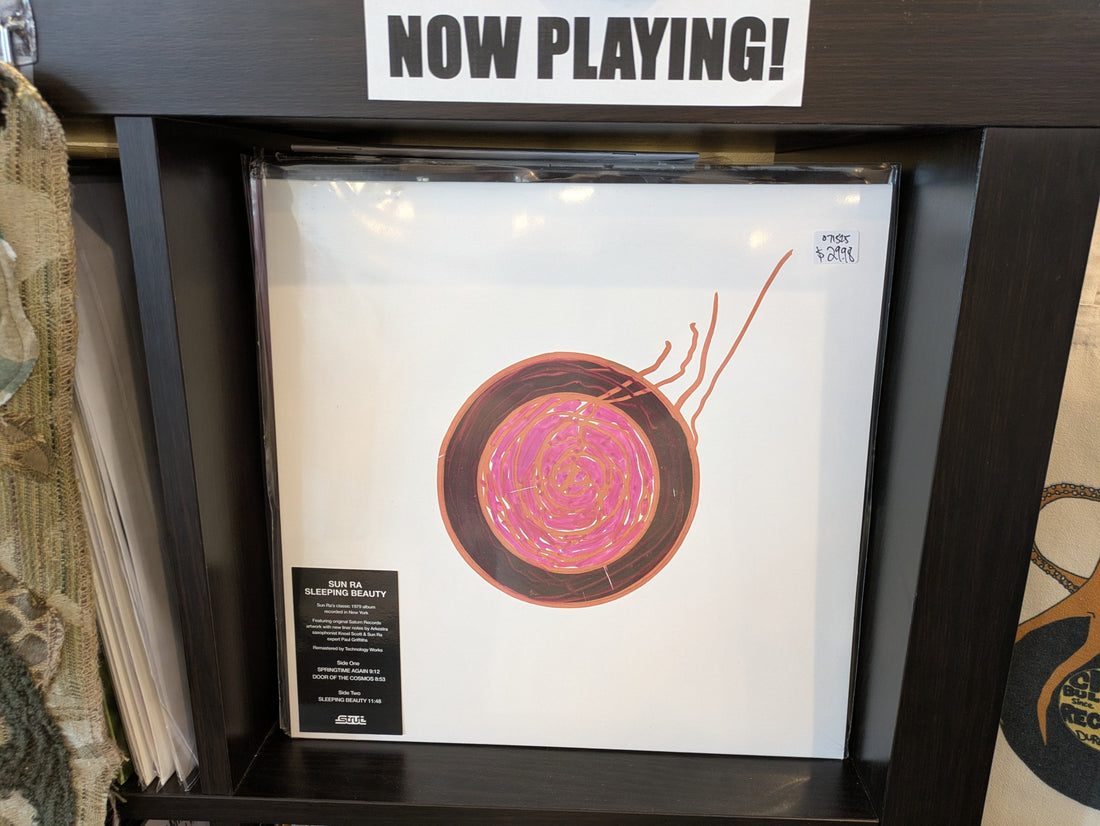 NOW PLAYING!
071525
$29.98
SUN RA
SLEEPING BEAUTY
Sun Ra's classic 1979 album
recorded in New York
Featuring original Saturn Records
artwork with new liner notes by Arkestra
saxophonist Knoel Scott & Sun Ra
expert Paul Griffiths
Remastered by Technology Works
Side One
SPRINGTIME AGAIN 9:12
DOOR OF THE COSMOS 8:53
Side Two
SLEEPING BEAUTY 11:48
Strut
Since